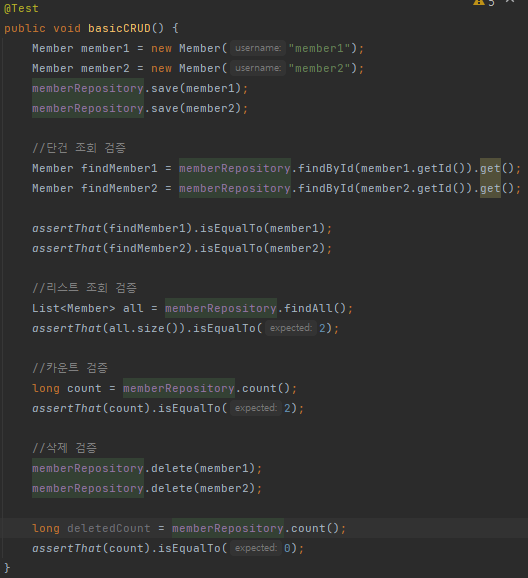 5
@Test
public void basicCRUD() {
Member member1 = new Member( username: "member1");
Member member2 = new Member( username: "member2");
memberRepository.save(member1);
memberRepository.save(member2);
//단건 조회 검증
Member findMember1 = memberRepository.findById(member1.getId()).get();
Member findMember2 = memberRepository.findById(member2.getId()).get();
assertThat(findMember1).isEqualTo(member1);
assertThat(findMember2).isEqualTo(member2);
//리스트 조회 검증
List<Member> all = memberRepository.findAll();
assertThat(all.size()).isEqualTo( expected: 2);
//카운트 검증
long count = memberRepository.count();
assertThat(count).isEqualTo( expected: 2);
//삭제 검증
memberRepository.delete(member1);
memberRepository.delete(member2);
long deletedCount = memberRepository.count();
assertThat(count).isEqualTo( expected: 0);
}